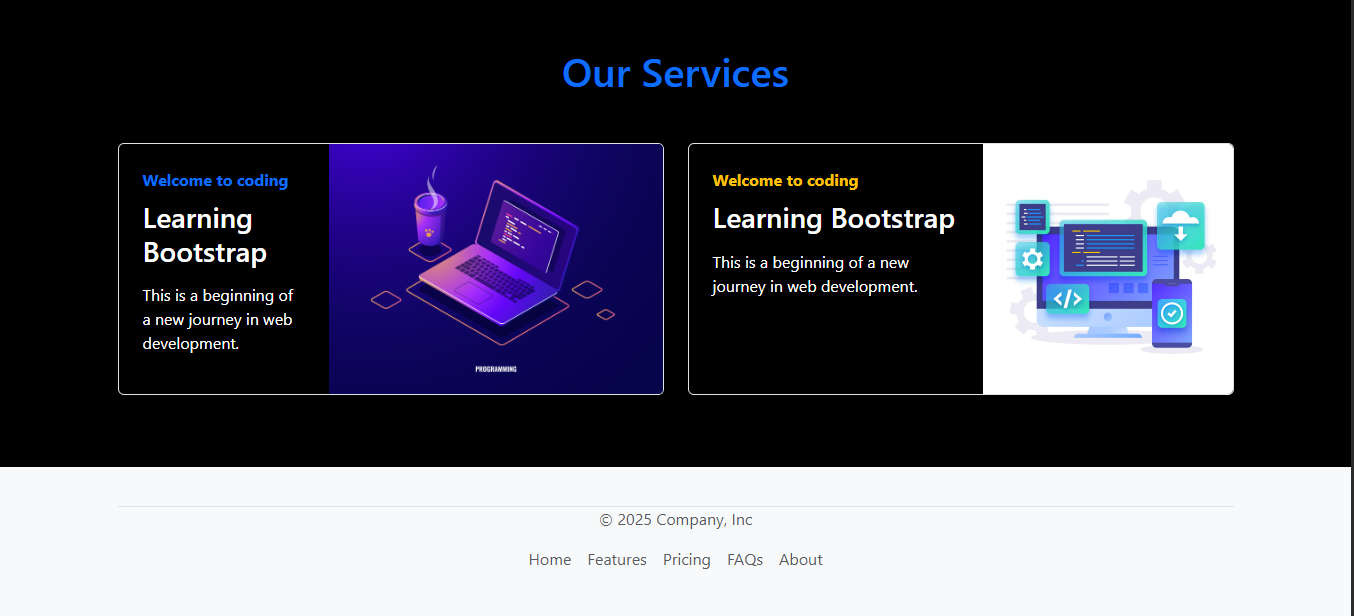 Our Services
Welcome to coding
Learning
Bootstrap
This is a beginning of
a new journey in web
development.
PROGRAMMING
Welcome to coding
Learning Bootstrap
This is a beginning of a new
journey in web development.
</>
© 2025 Company, Inc
Home Features Pricing FAQs About